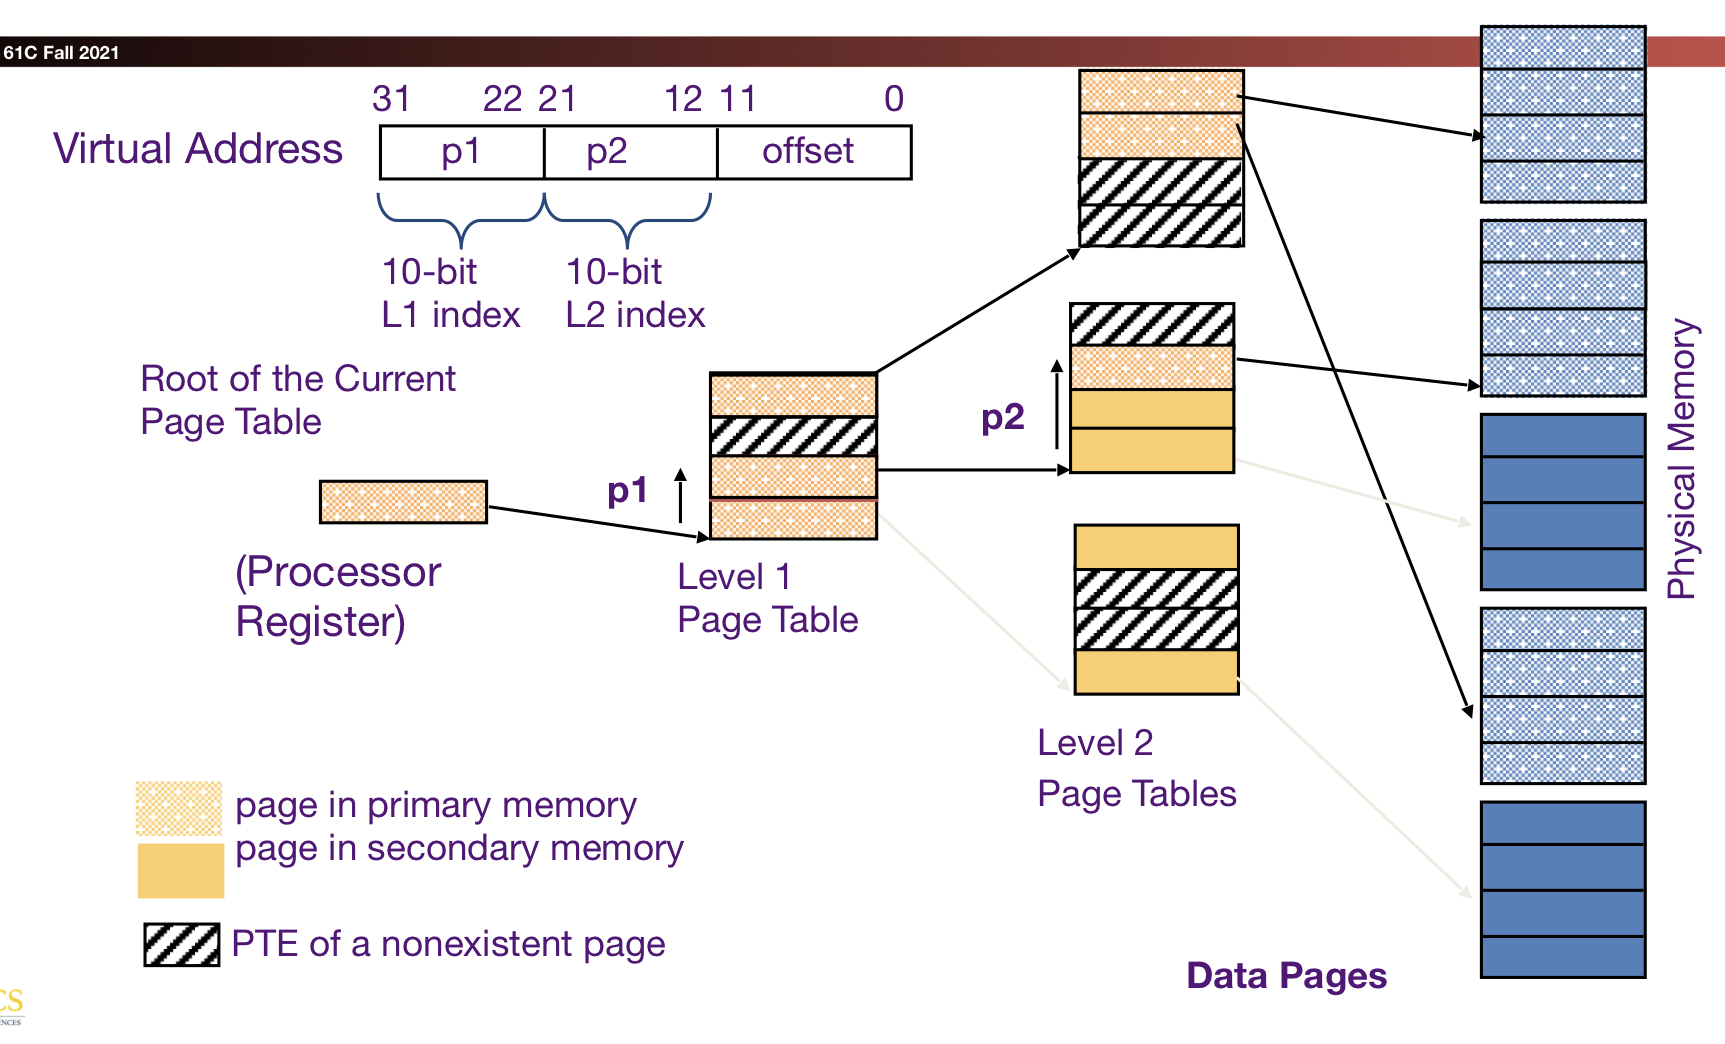 61C Fall 2021
31 22 21 12 11 0
Virtual Address p1 p2 offset
10-bit
L1 index
10-bit
L2 index
Root of the Current
Page Table
(Processor
Register)
p1
Level 1
Page Table
p2
Level 2
Page Tables
Physical Memory
page in primary memory
page in secondary memory
PTE of a nonexistent page
Data Pages
CS
ENCES